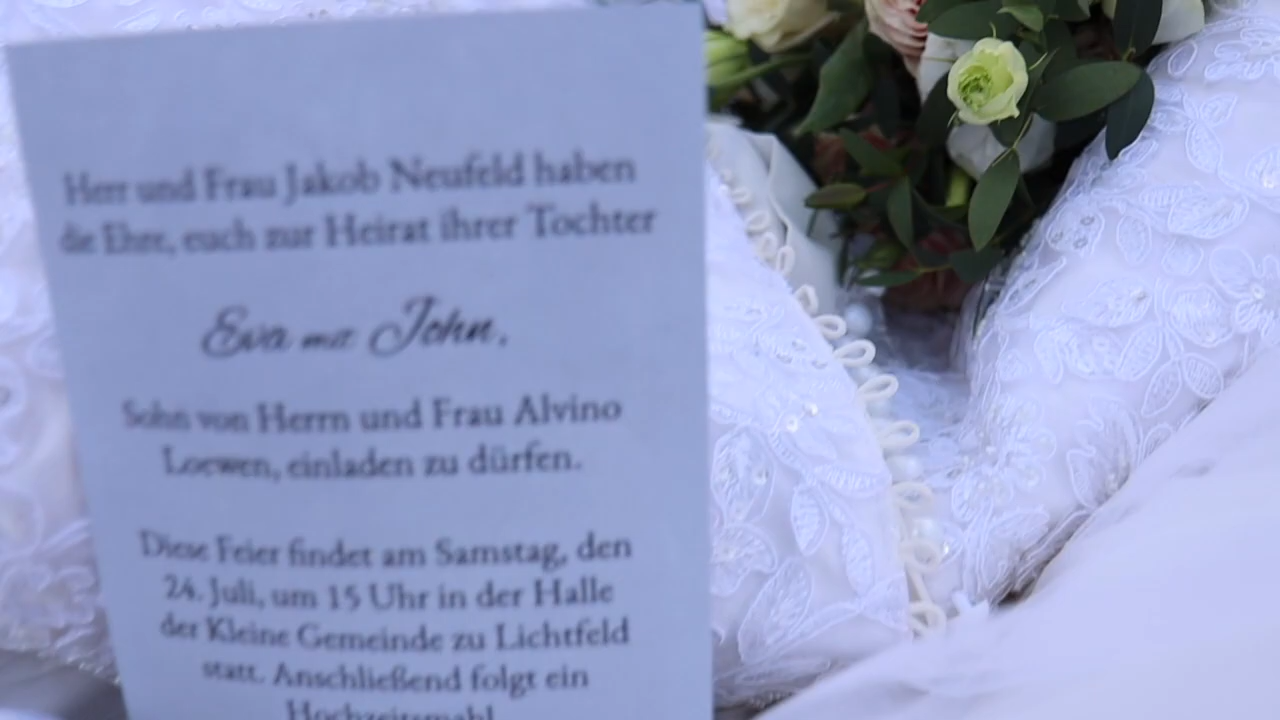 Herr und Frau Jakob Neufeld haben
die Ehre, euch zur Heirat ihrer Tochter
Eva mit John,
Sohn von Herrn und Frau Alvino
Loewen, einladen zu dürfen.
Diese Feier findet am Samstag, den
24. Juli, um 15 Uhr in der Halle
der Kleine Gemeinde zu Lichtfeld
statt. Anschließend folgt ein
Hochzeitsmahl